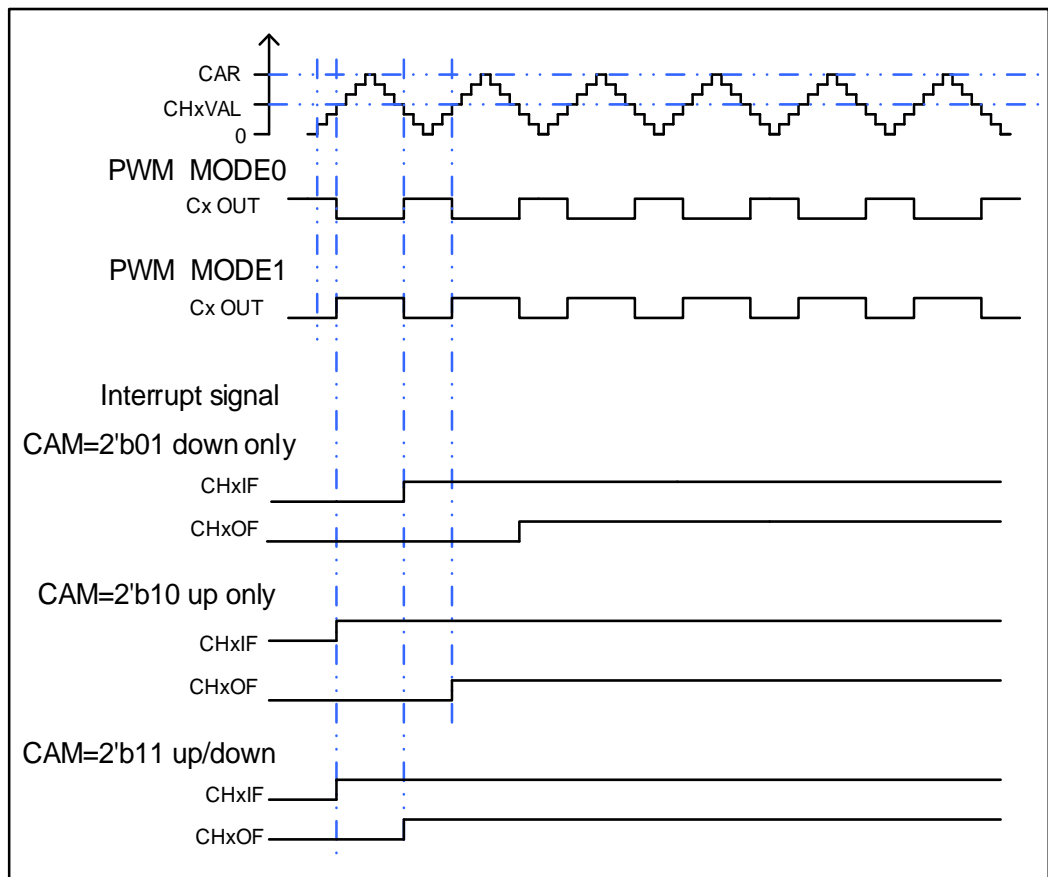 CAR
CHxVAL
0
PWM MODE0
Cx OUT
PWM MODE1
Cx OUT
Interrupt signal
CAM=2'b01 down only
CHxIF
CHxOF
CAM=2'b10 up only
CHxIF
CHxOF
CAM=2'b11 up/down
CHxIF
CHxOF